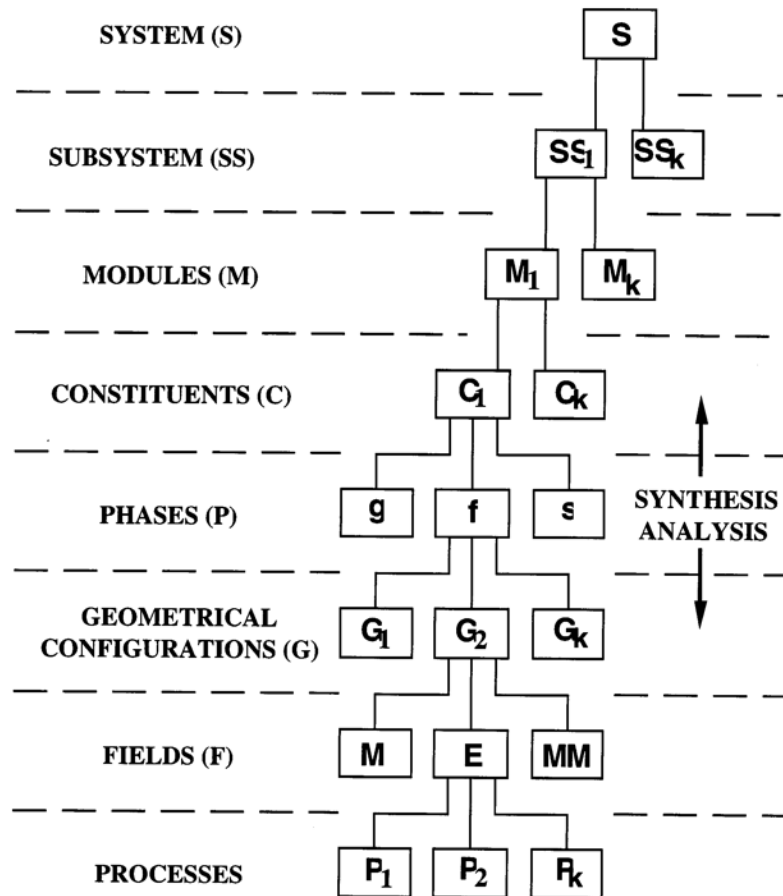 SYSTEM (S)
S
SUBSYSTEM (SS)
SS1
SSk
MODULES (M)
M1
Mk
CONSTITUENTS (C)
C1
Ck
PHASES (P)
g
f
s
SYNTHESIS
ANALYSIS
GEOMETRICAL
CONFIGURATIONS (G)
G1
G2
Gk
FIELDS (F)
M
E
MM
PROCESSES
P1
P2
Pk